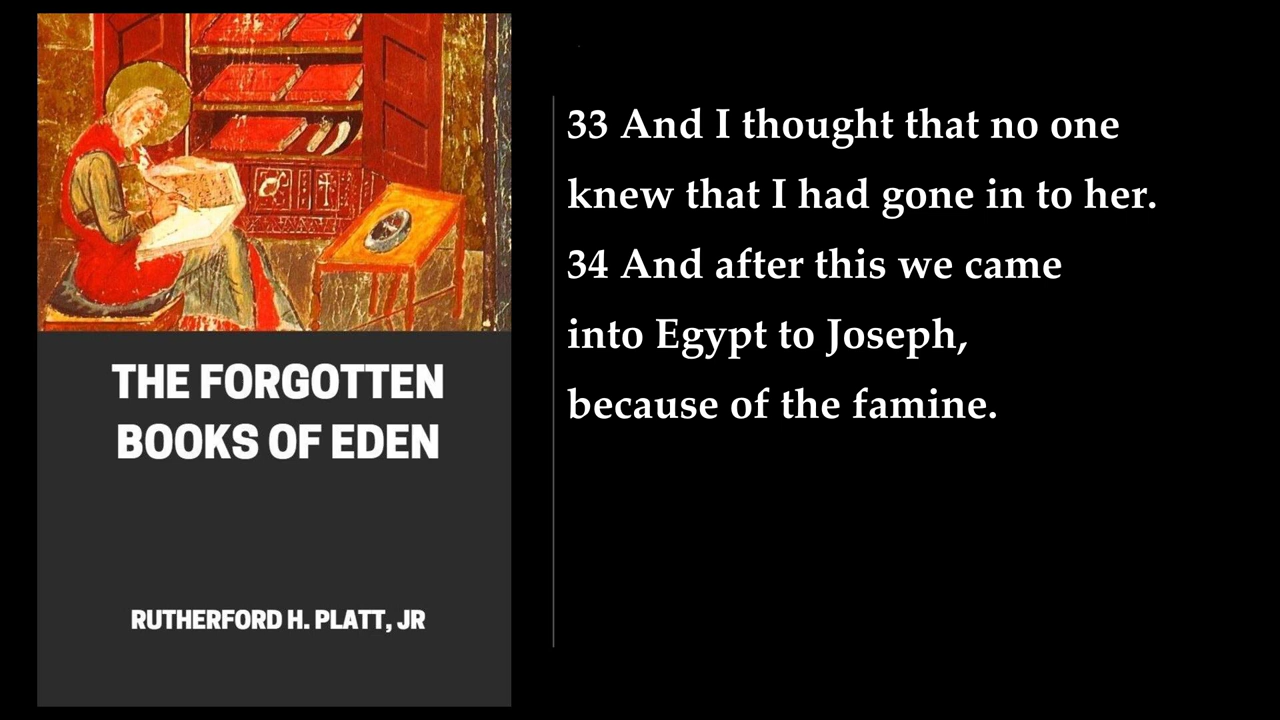 THE FORGOTTEN
BOOKS OF EDEN
RUTHERFORD H. PLATT, JR
33 And I thought that no one
knew that I had gone in to her.
34 And after this we came
into Egypt to Joseph,
because of the famine.